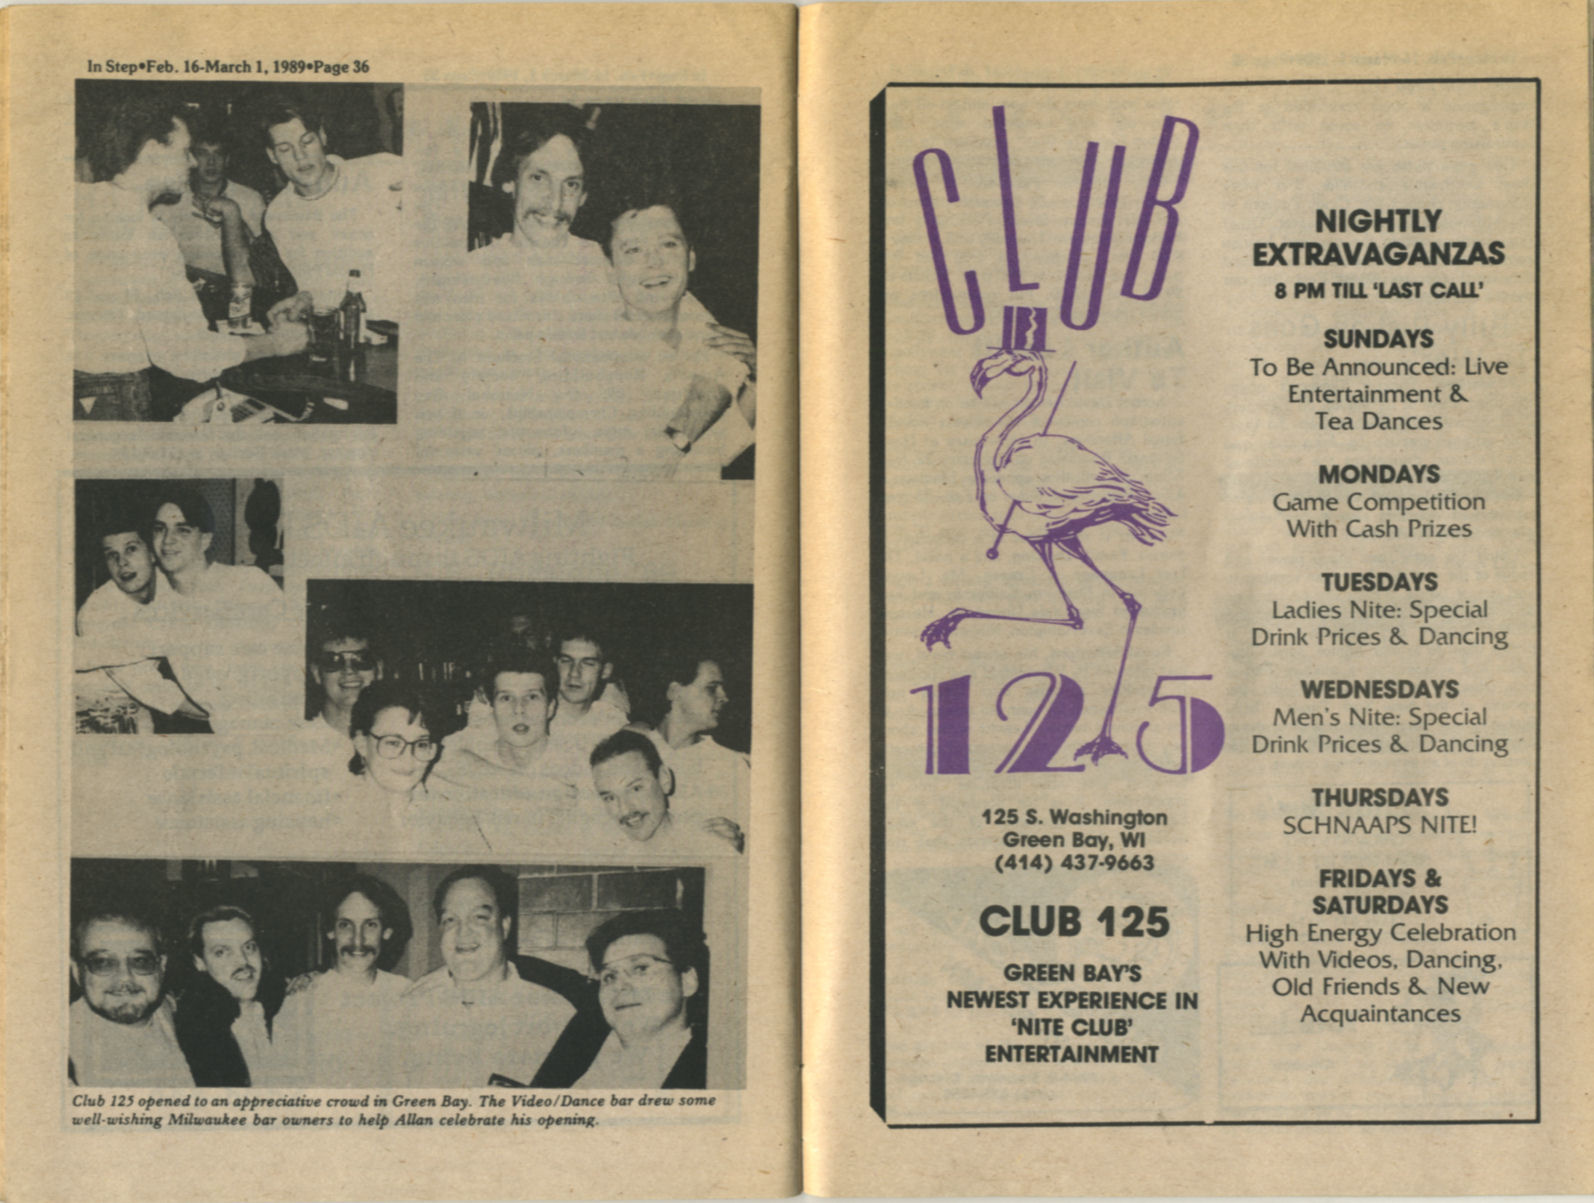 In Step•Feb. 16-March 1, 1989•Page 36
Club 125 opened to an appreciative crowd in Green Bay. The Video/Dance bar drew some
well-wishing Milwaukee bar owners to help Allan celebrate his opening.
CLUB
125
125 S. Washington
Green Bay, WI
(414) 437-9663
CLUB 125
GREEN BAY'S
NEWEST EXPERIENCE IN
'NITE CLUB'
ENTERTAINMENT
NIGHTLY
EXTRAVAGANZAS
8 PM TILL 'LAST CALL'
SUNDAYS
To Be Announced: Live
Entertainment &
Tea Dances
MONDAYS
Game Competition
With Cash Prizes
TUESDAYS
Ladies Nite: Special
Drink Prices & Dancing
WEDNESDAYS
Men's Nite: Special
Drink Prices & Dancing
THURSDAYS
SCHNAAPS NITE!
FRIDAYS &
SATURDAYS
High Energy Celebration
With Videos, Dancing,
Old Friends & New
Acquaintances